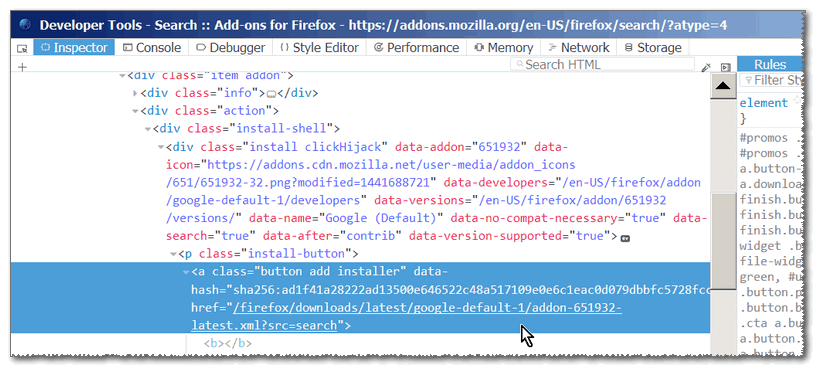 Developer Tools - Search :: Add-ons for Firefox - https://addons.mozilla.org/en-US/firefox/search/?atype=4
Inspector Console Debugger Style Editor Performance Memory Network Storage
+ Search HTML Rules
Filter Sty
<div class="item addon">
<div class="info"></div>
<div class="action">
<div class="install-shell">
<div class="install clickHijack" data-addon="651932" data-
icon="https://addons.cdn.mozilla.net/user-media/addon_icons
/651/651932-32.png?modified=1441688721" data-developers="/en-US/firefox/addon
/google-default-1/developers" data-versions="/en-US/firefox/addon/651932
/versions/" data-name="Google (Default)" data-no-compat-necessary="true" data-
search="true" data-after="contrib" data-version-supported="true">ev
<p class="install-button">
<a class="button add installer" data-
hash="sha256:ad1f41a28222ad13500e646522c48a517109e0e6c1eac0d079dbbfc5728fcc
href="/firefox/downloads/latest/google-default-1/addon-651932-
latest.xml?src=search">
<b></b>
element
}
#promos .
#promos .
a.button-
a.downloa
finish.bu
finish.bu
finish.bu
widget .b
file-widg
green, #u
.button.p
.button.b
.cta a.bu
a.button.
a.button.